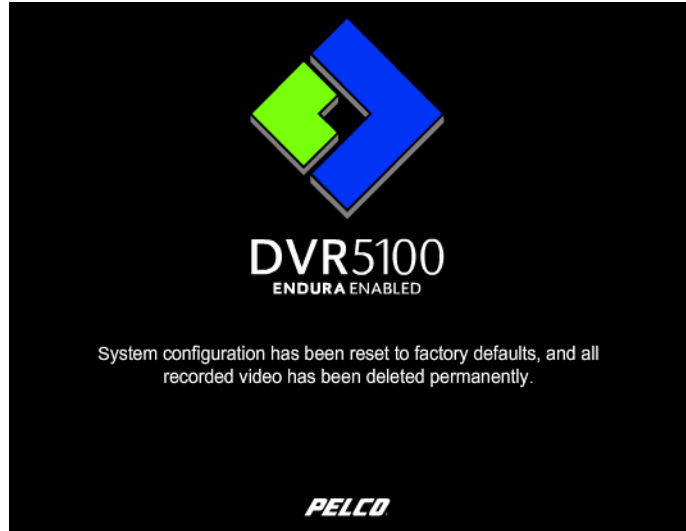 DVR5100
ENDURA ENABLED
System configuration has been reset to factory defaults, and all
recorded video has been deleted permanently.
PELCO.